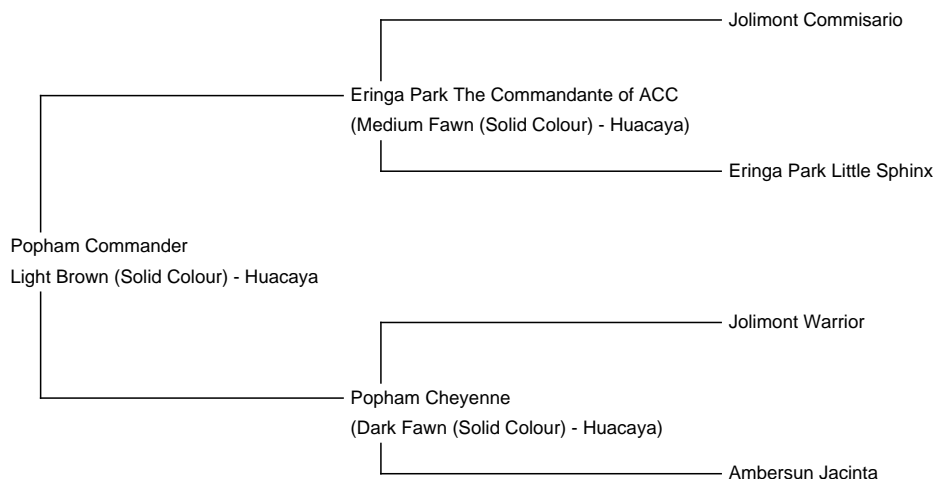 Jolimont Commisario
Eringa Park The Commandante of ACC
(Medium Fawn (Solid Colour) - Huacaya)
Eringa Park Little Sphinx
Popham Commander
Light Brown (Solid Colour) - Huacaya
Jolimont Warrior
Popham Cheyenne
(Dark Fawn (Solid Colour) - Huacaya)
Ambersun Jacinta